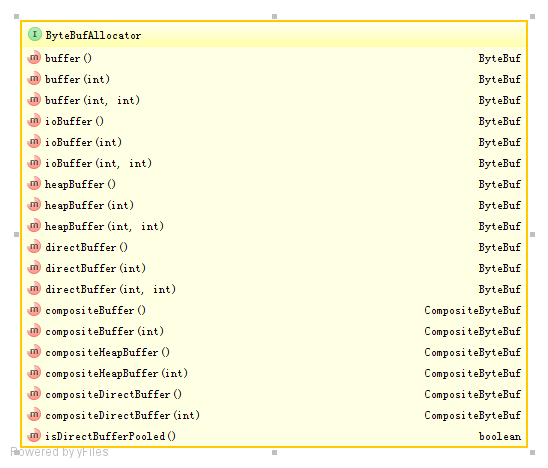 I ByteBufAllocator
m buffer() ByteBuf
m buffer(int) ByteBuf
m buffer(int, int) ByteBuf
m ioBuffer() ByteBuf
m ioBuffer(int) ByteBuf
m ioBuffer(int, int) ByteBuf
m heapBuffer() ByteBuf
m heapBuffer(int) ByteBuf
m heapBuffer(int, int) ByteBuf
m directBuffer() ByteBuf
m directBuffer(int) ByteBuf
m directBuffer(int, int) ByteBuf
m compositeBuffer() CompositeByteBuf
m compositeBuffer(int) CompositeByteBuf
m compositeHeapBuffer() CompositeByteBuf
m compositeHeapBuffer(int) CompositeByteBuf
m compositeDirectBuffer() CompositeByteBuf
m compositeDirectBuffer(int) CompositeByteBuf
m isDirectBufferPooled() boolean
Powered by yFiles